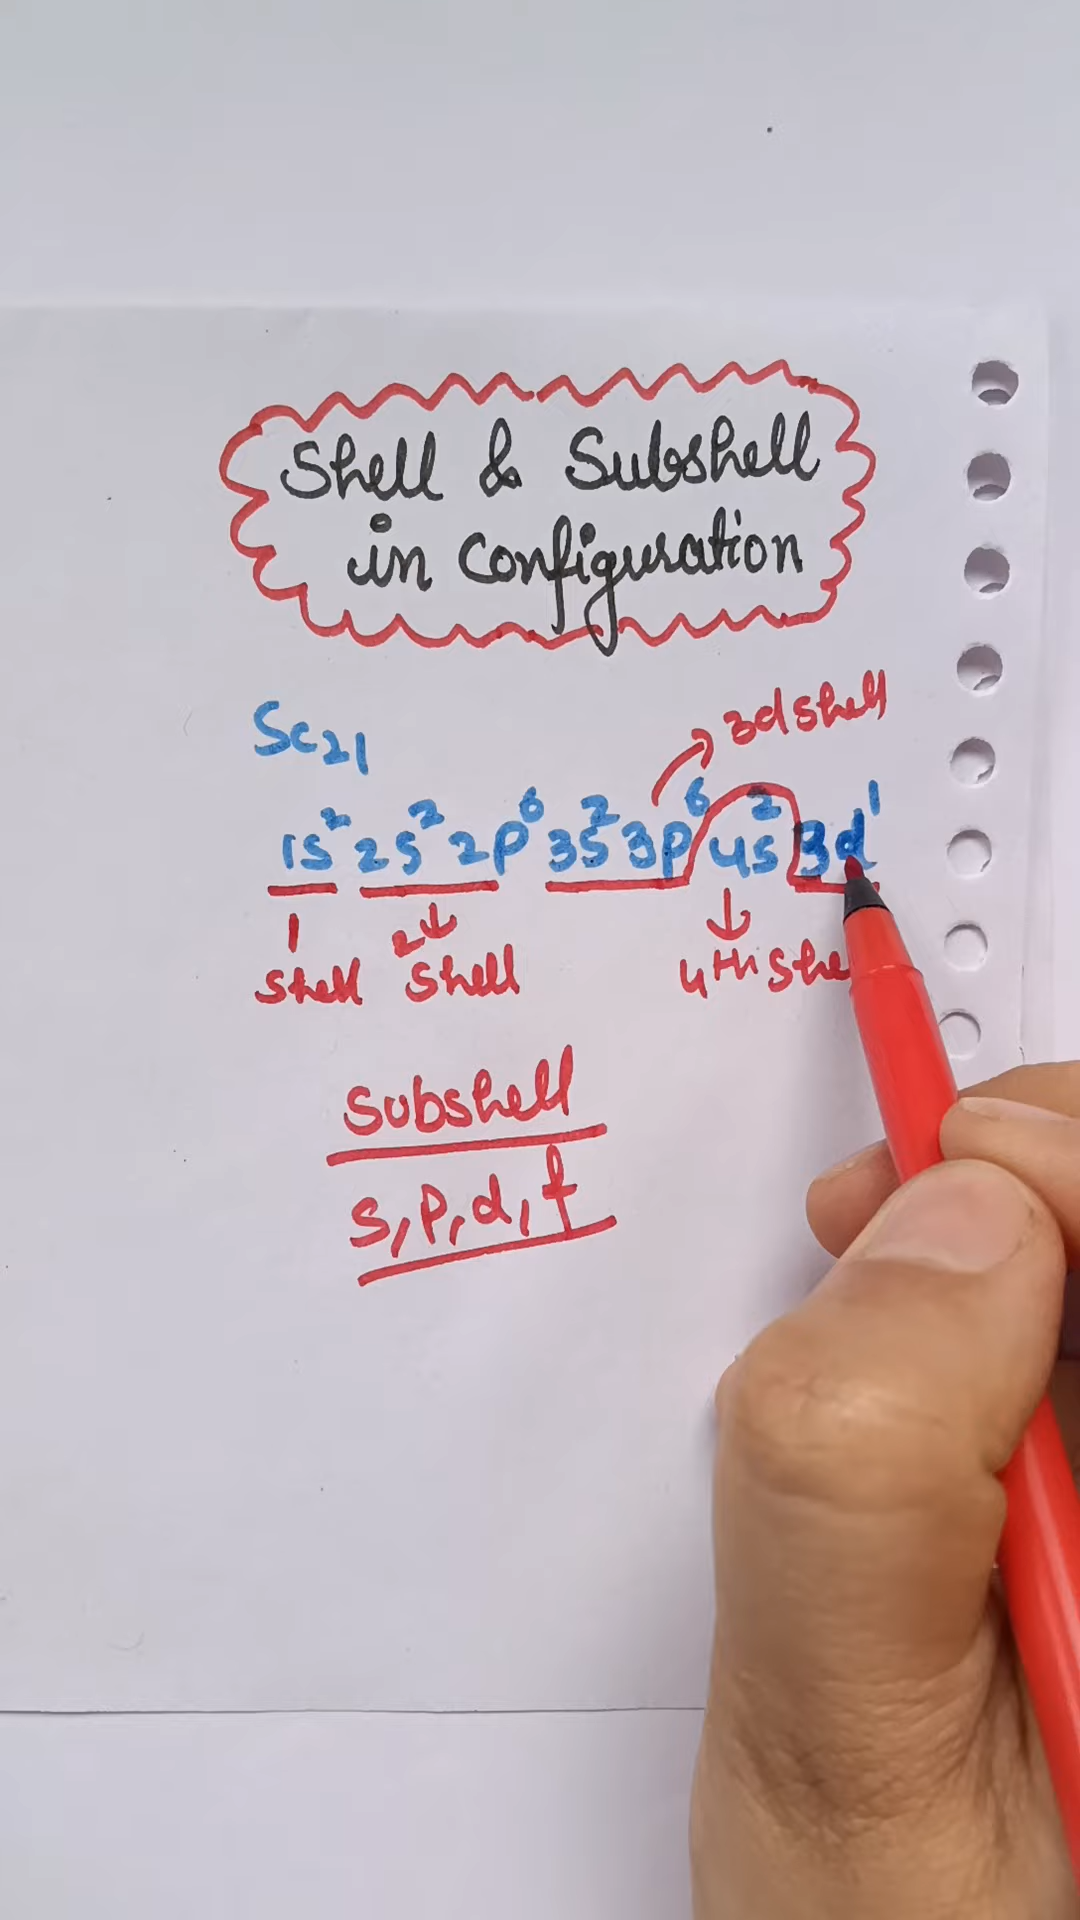 Shell & Subshell
in Configuration
3d shell
Sc21
1s² 2s² 2p⁶ 3s² 3p⁶ 4s² 3d¹
1 2
shell shell 4th she
subshell
s, p, d, f